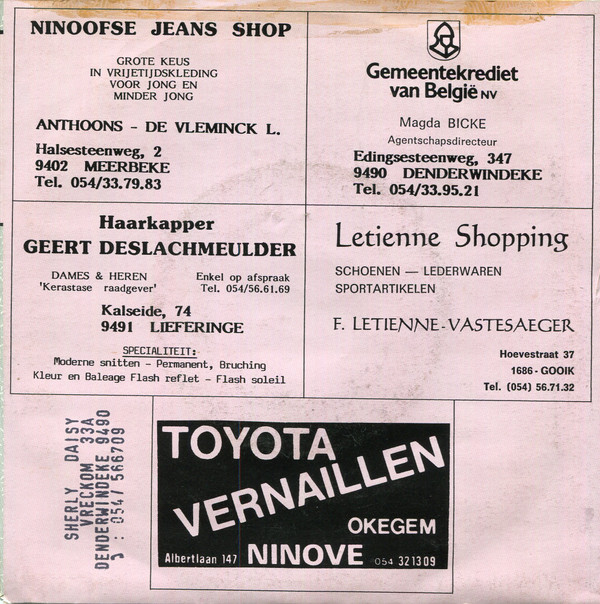 NINOOFSE JEANS SHOP
GROTE KEUS
IN VRIJETIJDSKLEDING
VOOR JONG EN
MINDER JONG
ANTHOONS - DE VLEMINCK L.
Halsesteenweg, 2
9402 MEERBEKE
Tel. 054/33.79.83
Gemeentekrediet
van België NV
Magda BICKE
Agentschapsdirecteur
Edingsesteenweg, 347
9490 DENDERWINDEKE
Tel. 054/33.95.21
Haarkapper
GEERT DESLACHMEULDER
DAMES & HEREN Enkel op afspraak
'Kerastase raadgever' Tel. 054/56.61.69
Kalseide, 74
9491 LIEFERINGE
SPECIALITEIT:
Moderne snitten - Permanent, Bruching
Kleur en Baleage Flash reflet - Flash soleil
Letienne Shopping
SCHOENEN — LEDERWAREN
SPORTARTIKELEN
F. LETIENNE-VASTESAEGER
Hoevestraat 37
1686 - GOOIK
Tel. (054) 56.71.32
SHERLY DAISY
VRECKOM 33A
DENDERWINDEKE 9490
: 054/ 566709
TOYOTA
VERNAILLEN
OKEGEM
Albertlaan 147 NINOVE 054 321309